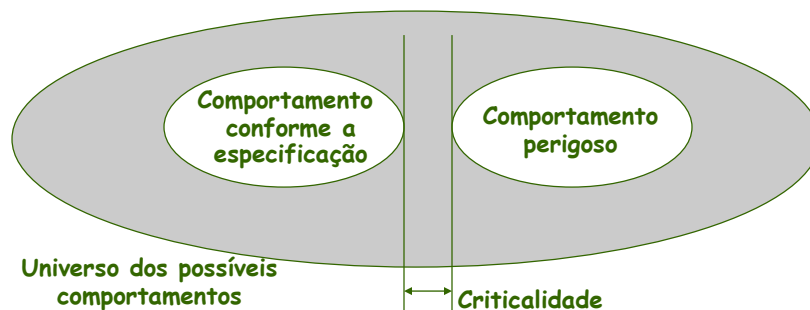 Comportamento
conforme a
especificação
Comportamento
perigoso
Universo dos possíveis
comportamentos
Criticalidade